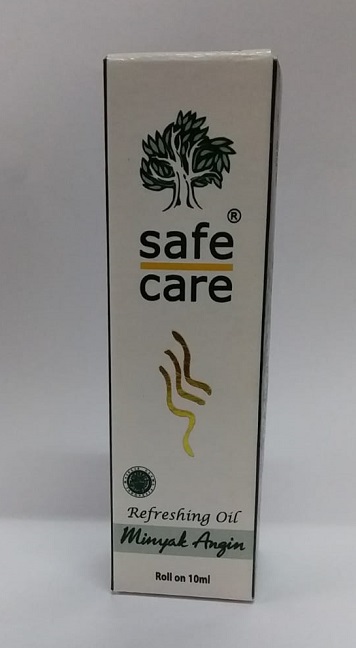 ®
safe
care
Refreshing Oil
Minyak Angin
Roll on 10ml